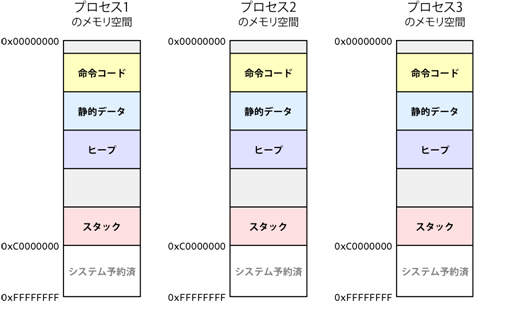 プロセス1
のメモリ空間
0x00000000
命令コード
静的データ
ヒープ
スタック
0xC0000000
システム予約済
0xFFFFFFFF
プロセス2
のメモリ空間
0x00000000
命令コード
静的データ
ヒープ
スタック
0xC0000000
システム予約済
0xFFFFFFFF
プロセス3
のメモリ空間
0x00000000
命令コード
静的データ
ヒープ
スタック
0xC0000000
システム予約済
0xFFFFFFFF